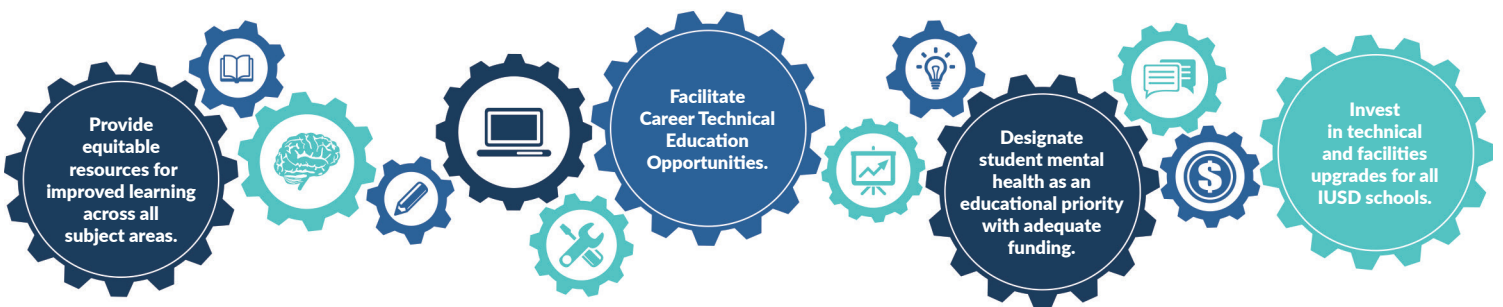 Provide
equitable
resources for
improved learning
across all
subject areas.
Facilitate
Career Technical
Education
Opportunities.
Designate
student mental
health as an
educational priority
with adequate
funding.
$
Invest
in technical
and facilities
upgrades for all
IUSD schools.